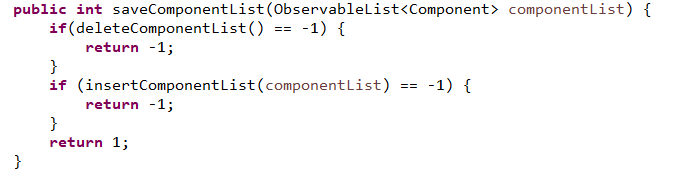 public int saveComponentList(ObservableList<Component> componentList) {
    if(deleteComponentList() == -1) {
        return -1;
    }
    if (insertComponentList(componentList) == -1) {
        return -1;
    }
    return 1;
}